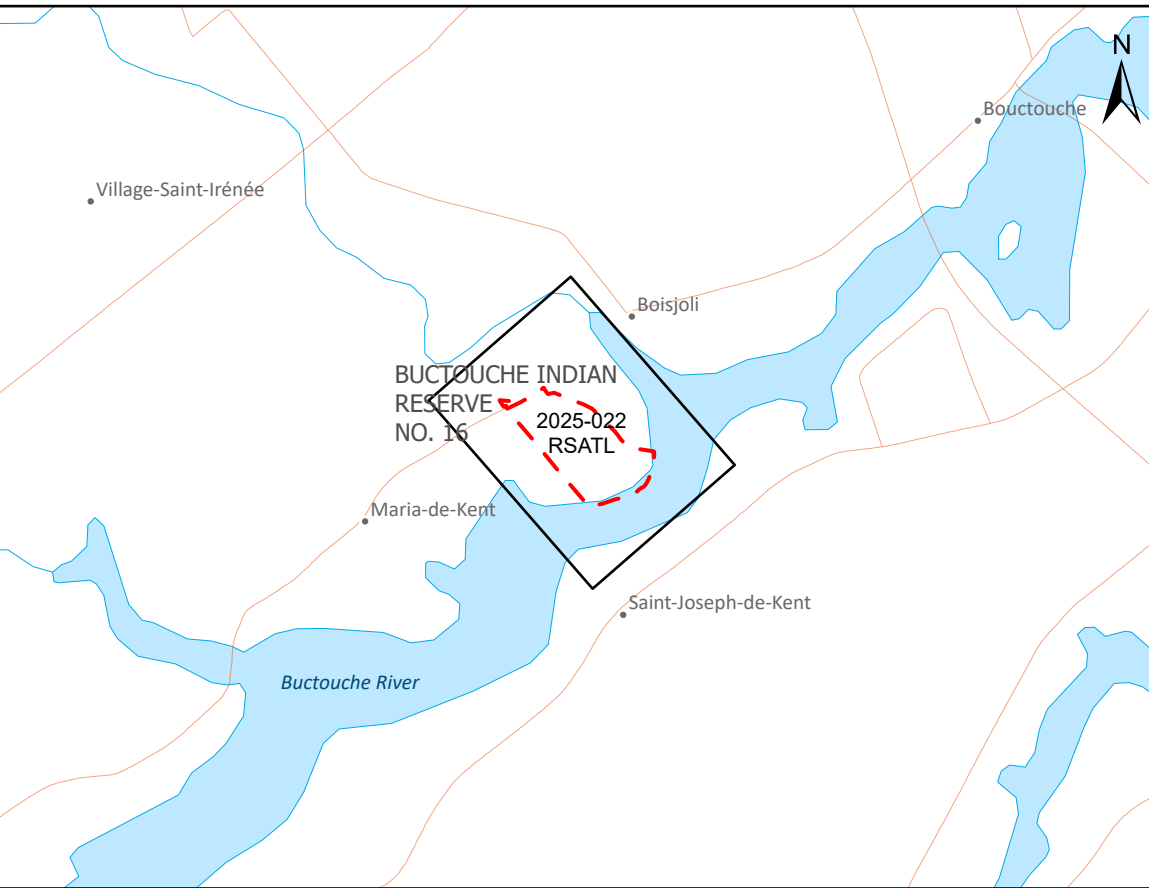 N
Bouctouche
Village-Saint-Irénée
Boisjoli
BUCTOUCHE INDIAN
RESERVE
NO. 16
2025-022
RSATL
Maria-de-Kent
Saint-Joseph-de-Kent
Buctouche River